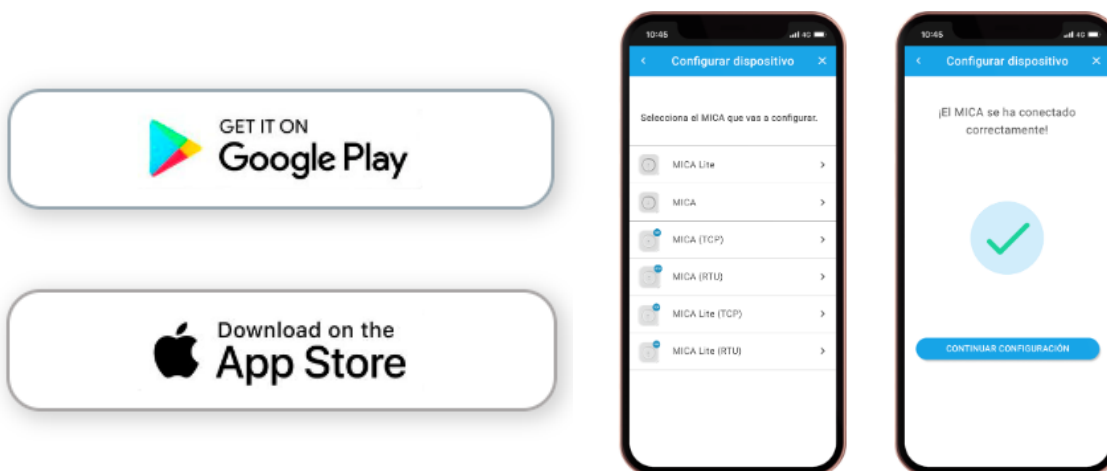 GET IT ON
Google Play
Download on the
App Store
10:45
4G
Configurar dispositivo
Selecciona el MICA que vas a configurar.
MICA Lite
MICA
MICA (TCP)
MICA (RTU)
MICA Lite (TCP)
MICA Lite (RTU)
10:45
4G
Configurar dispositivo
¡El MICA se ha conectado
correctamente!
CONTINUAR CONFIGURACIÓN